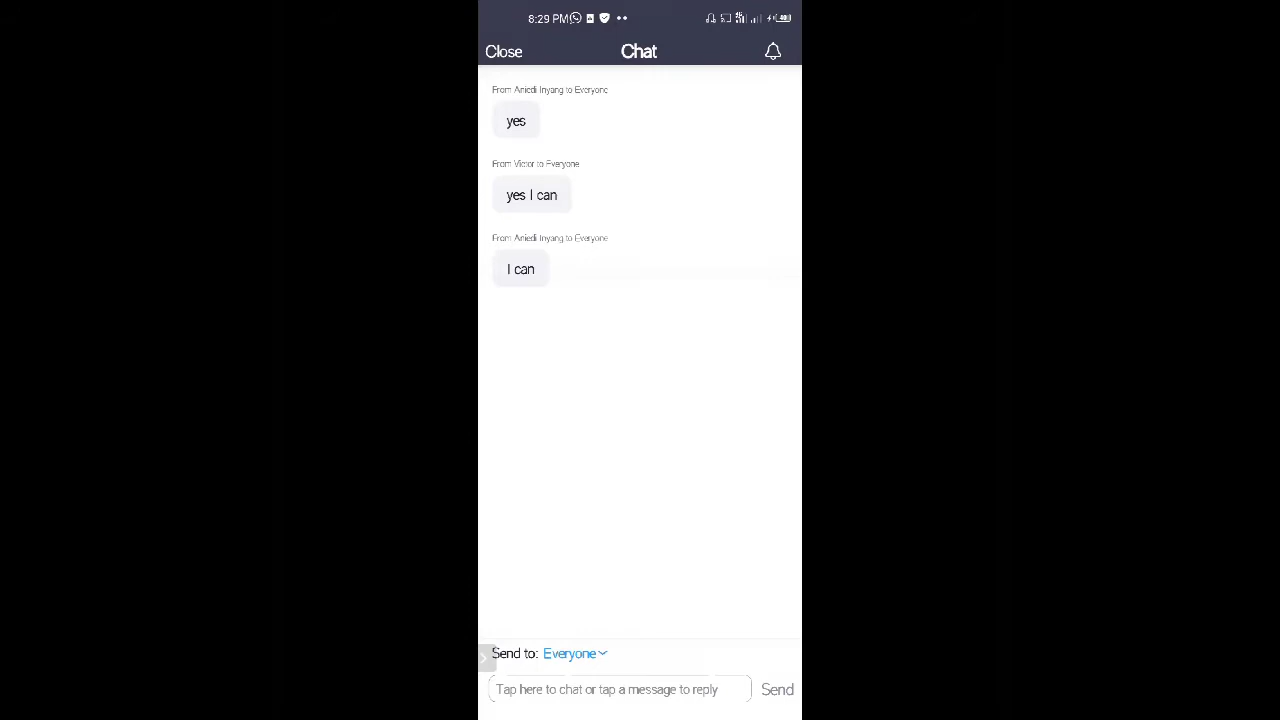 8:29 PM
Close Chat
From Aniedi Inyang to Everyone
yes
From Victor to Everyone
yes I can
From Aniedi Inyang to Everyone
I can
Send to: Everyone
Tap here to chat or tap a message to reply Send